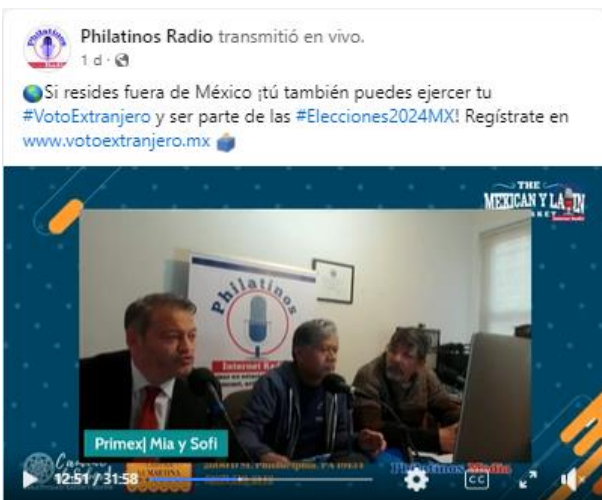 Philatinos Radio transmitió en vivo.
1 d
Si resides fuera de México ¡tú también puedes ejercer tu
#VotoExtranjero y ser parte de las #Elecciones2024MX! Regístrate en
www.votoextranjero.mx
THE
MEXICAN Y LATIN
Philatinos
Internet Radio
Primex| Mia y Sofi
Philadelphia, PA
Philatinos Media
12:51 / 31:58
CC